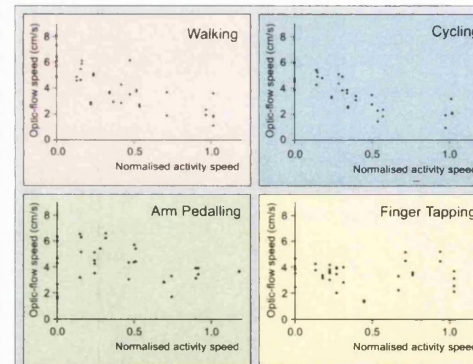 Walking
Optic-flow speed (cm/s)
8
6
4
2
0
0.0 0.5 1.0
Normalised activity speed
Cycling
Optic-flow speed (cm/s)
8
6
4
2
0
0.0 0.5 1.0
Normalised activity speed
Arm Pedalling
Optic-flow speed (cm/s)
8
6
4
2
0
0.0 0.5 1.0
Normalised activity speed
Finger Tapping
Optic-flow speed (cm/s)
8
6
4
2
0
0.0 0.5 1.0
Normalised activity speed